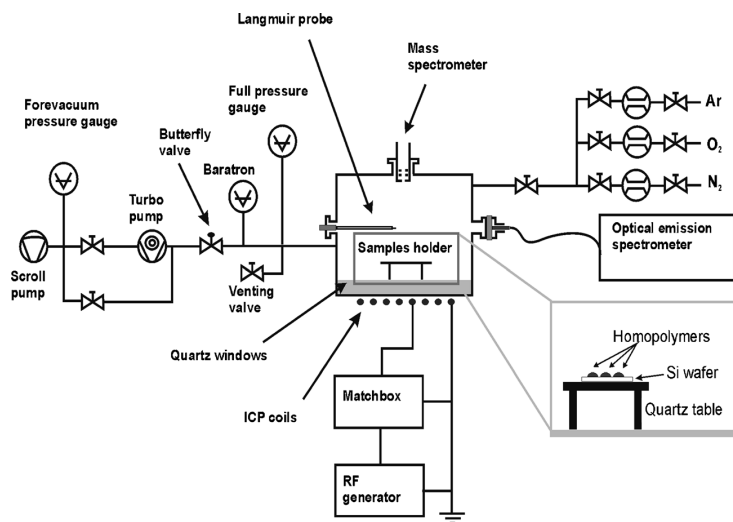 Langmuir probe
Mass
spectrometer
Full pressure
gauge
Forevacuum
pressure gauge
Butterfly
valve
Baratron
Turbo
pump
Scroll
pump
Venting
valve
Ar
O₂
N₂
Samples holder
Optical emission
spectrometer
Quartz windows
ICP coils
Matchbox
RF
generator
Homopolymers
Si wafer
Quartz table